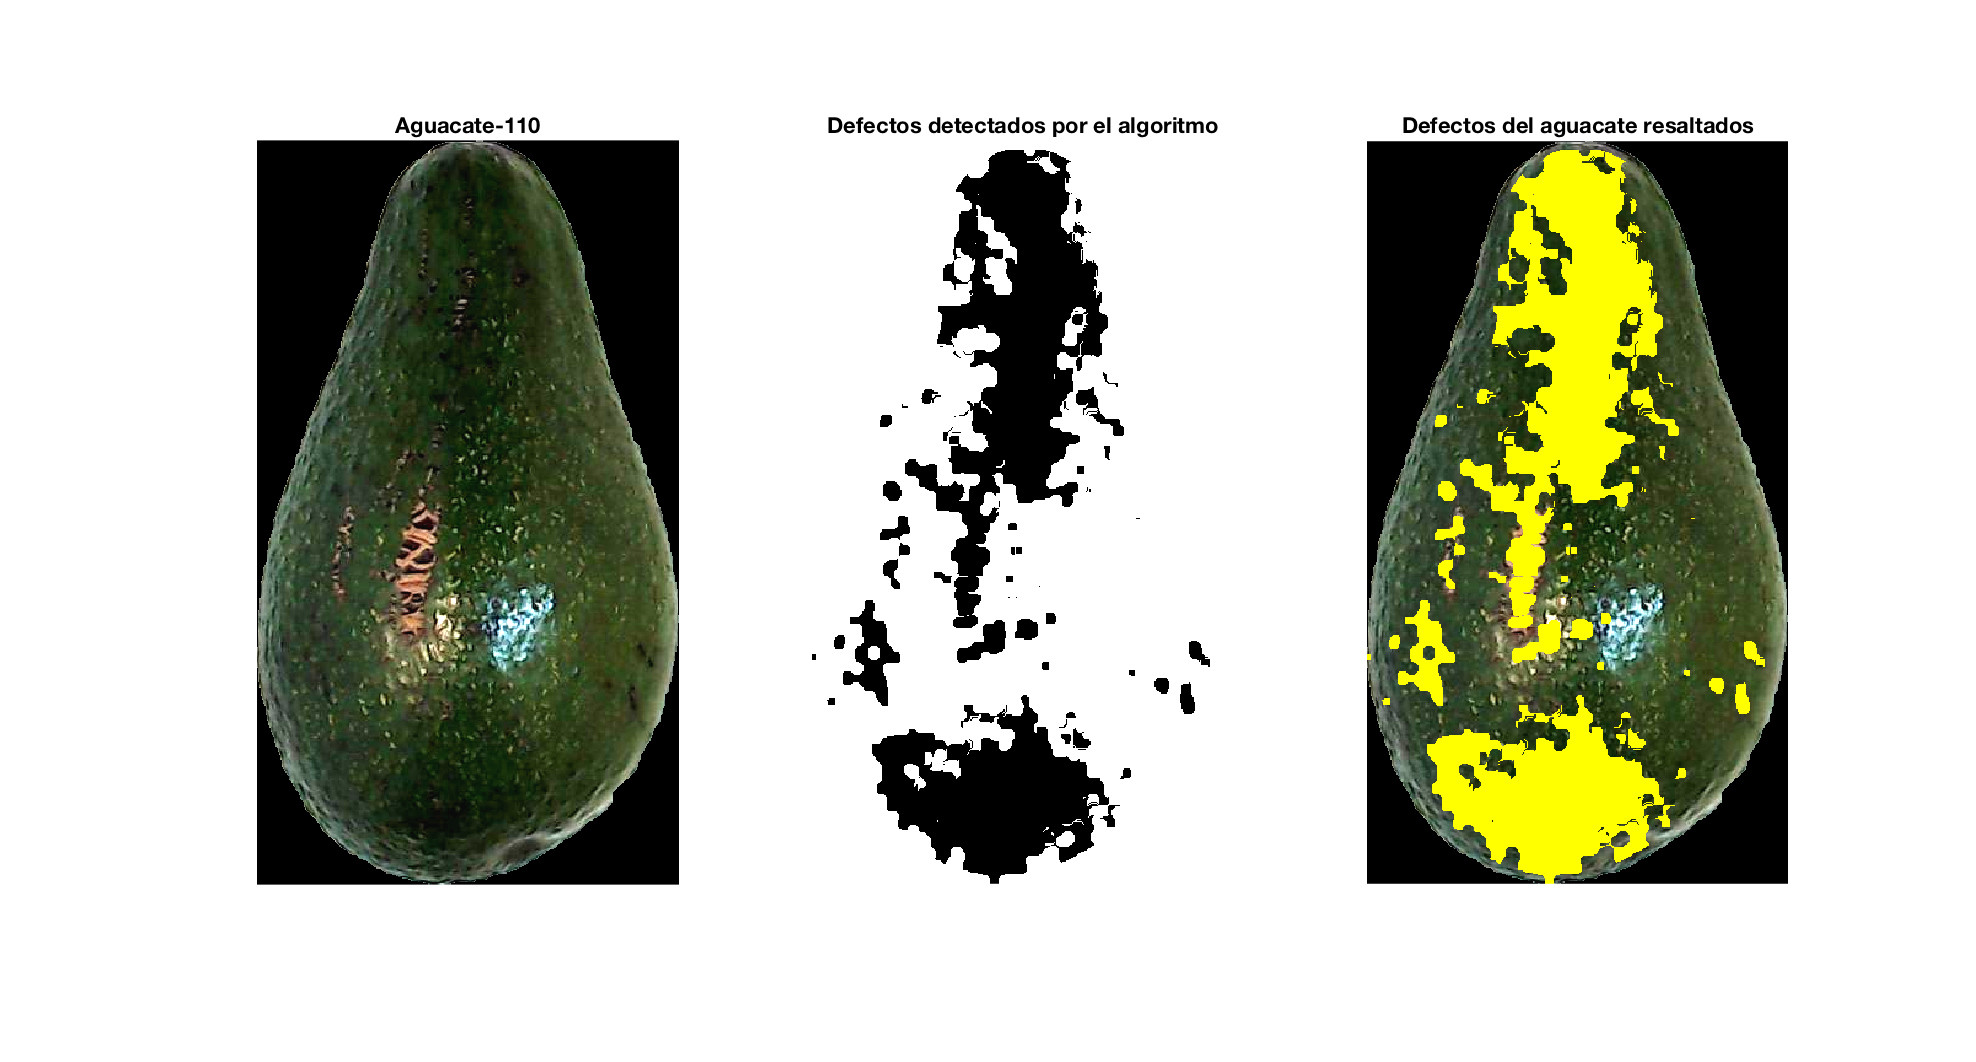 Aguacate-110
Defectos detectados por el algoritmo
Defectos del aguacate resaltados